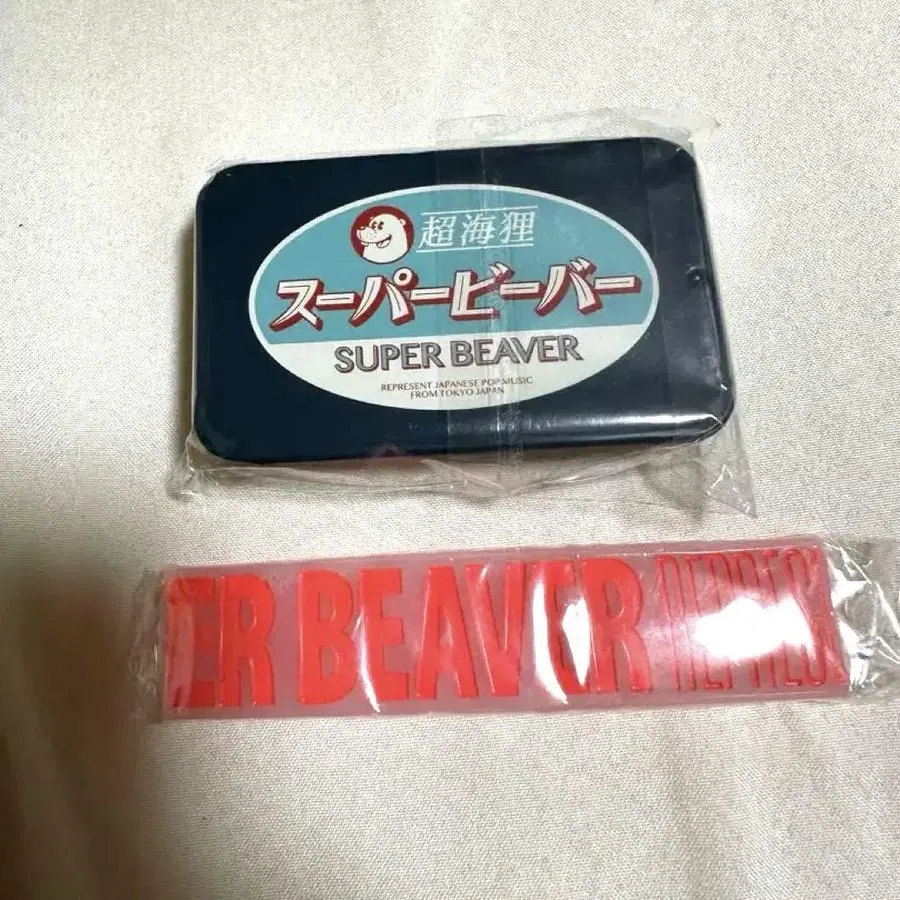 超海狸
スーパービーバー
SUPER BEAVER
REPRESENT JAPANESE POP MUSIC
FROM TOKYO JAPAN
ER BEAVER